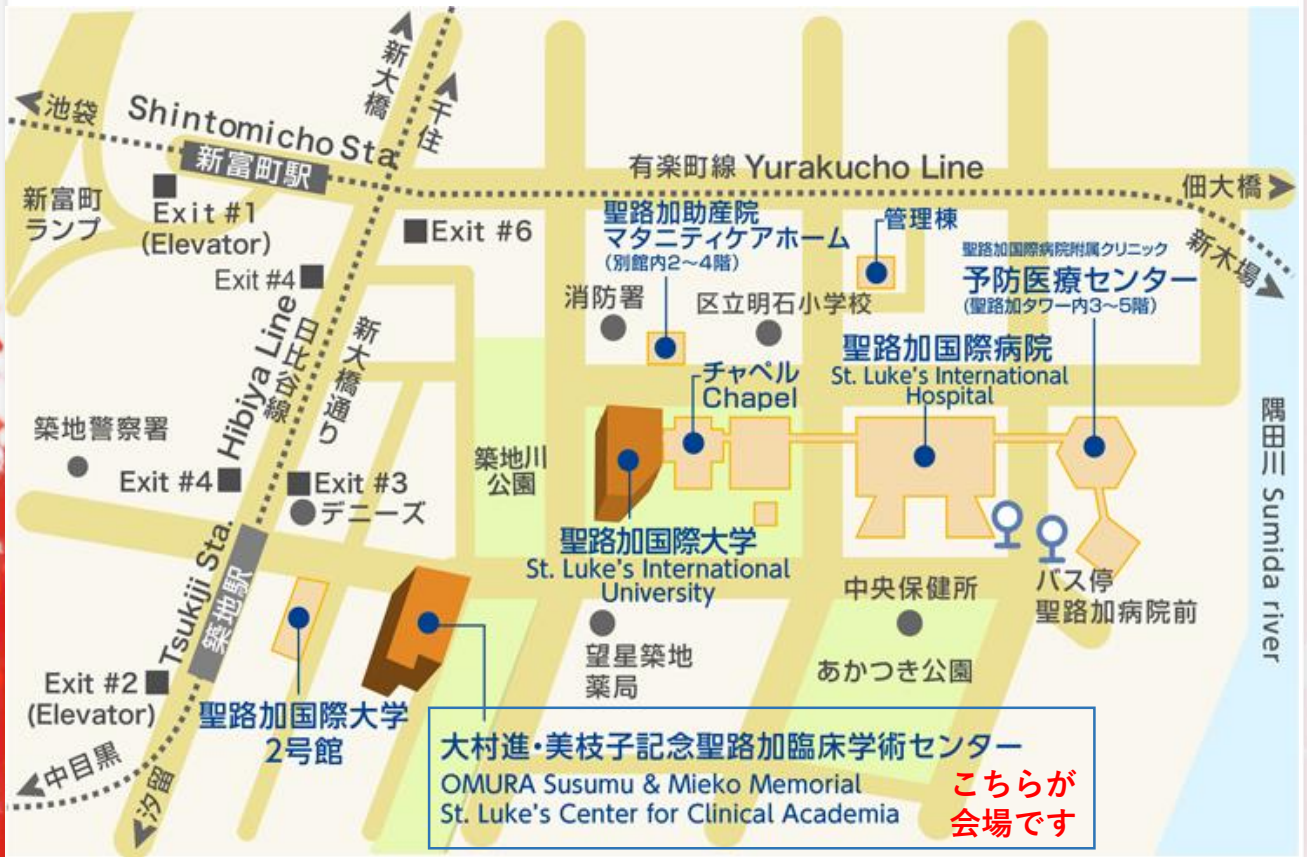 新大橋
千住
池袋
Shintomicho Sta.
新富町駅
有楽町線 Yurakucho Line
佃大橋
新木場
新富町
ランプ
Exit #1
(Elevator)
Exit #6
Exit #4
聖路加助産院
マタニティケアホーム
(別館内2～4階)
管理棟
聖路加国際病院附属クリニック
予防医療センター
(聖路加タワー内3～5階)
消防署
区立明石小学校
Hibiya Line
日比谷線
新大橋通り
チャペル
Chapel
聖路加国際病院
St. Luke's International
Hospital
隅田川 Sumida river
築地警察署
Exit #4
Exit #3
デニーズ
築地川
公園
聖路加国際大学
St. Luke's International
University
Tsukiji Sta.
築地駅
中央保健所
バス停
聖路加病院前
望星築地
薬局
あかつき公園
Exit #2
(Elevator)
聖路加国際大学
2号館
中目黒
汐留
大村進・美枝子記念聖路加臨床学術センター
OMURA Susumu & Mieko Memorial
St. Luke's Center for Clinical Academia
こちらが
会場です